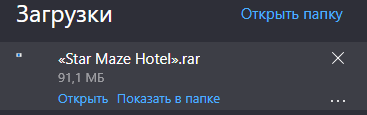 Загрузки Открыть папку
«Star Maze Hotel».rar
91,1 МБ
Открыть Показать в папке